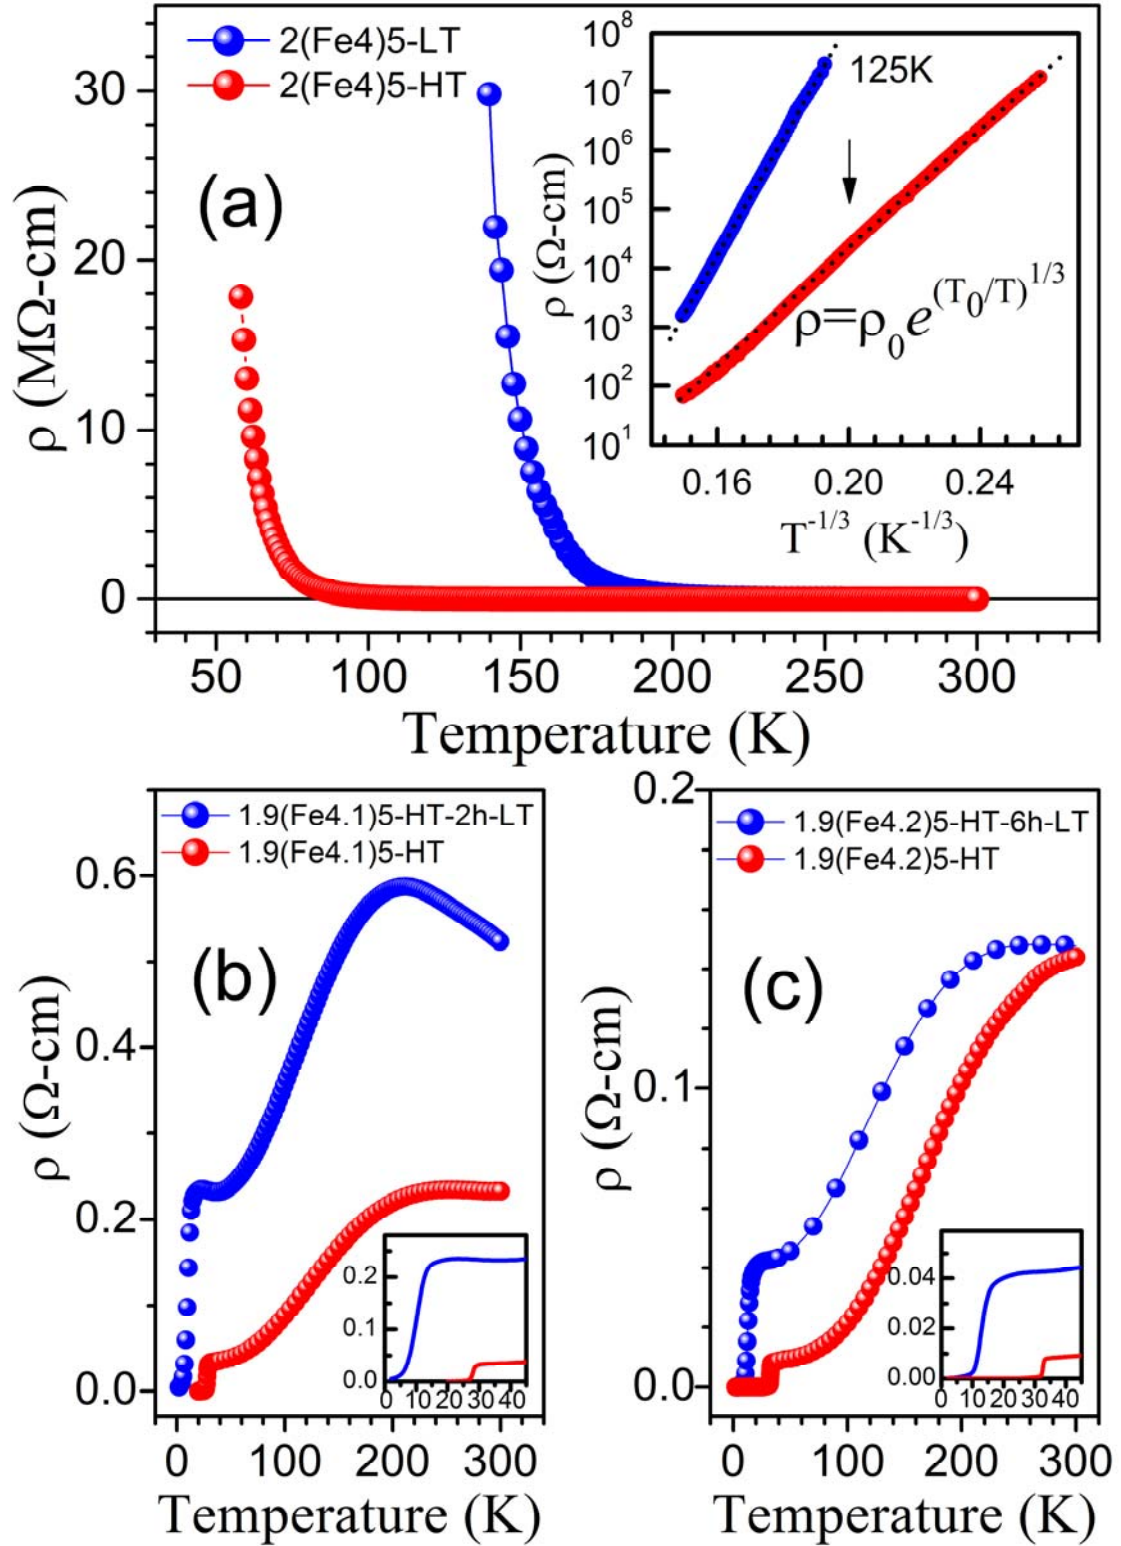 2(Fe4)5-LT
2(Fe4)5-HT
(a)
ρ (MΩ-cm)
30
20
10
0
50 100 150 200 250 300
Temperature (K)
ρ (Ω-cm)
10^8
10^7
10^6
10^5
10^4
10^3
10^2
10^1
125K
ρ=ρ_0e^(T_0/T)^1/3
0.16 0.20 0.24
T^-1/3 (K^-1/3)
1.9(Fe4.1)5-HT-2h-LT
1.9(Fe4.1)5-HT
(b)
ρ (Ω-cm)
0.6
0.4
0.2
0.0
0.2
0.1
0.0
0 10 20 30 40
0 100 200 300
Temperature (K)
1.9(Fe4.2)5-HT-6h-LT
1.9(Fe4.2)5-HT
(c)
ρ (Ω-cm)
0.2
0.1
0.0
0.04
0.02
0.00
0 10 20 30 40
0 100 200 300
Temperature (K)